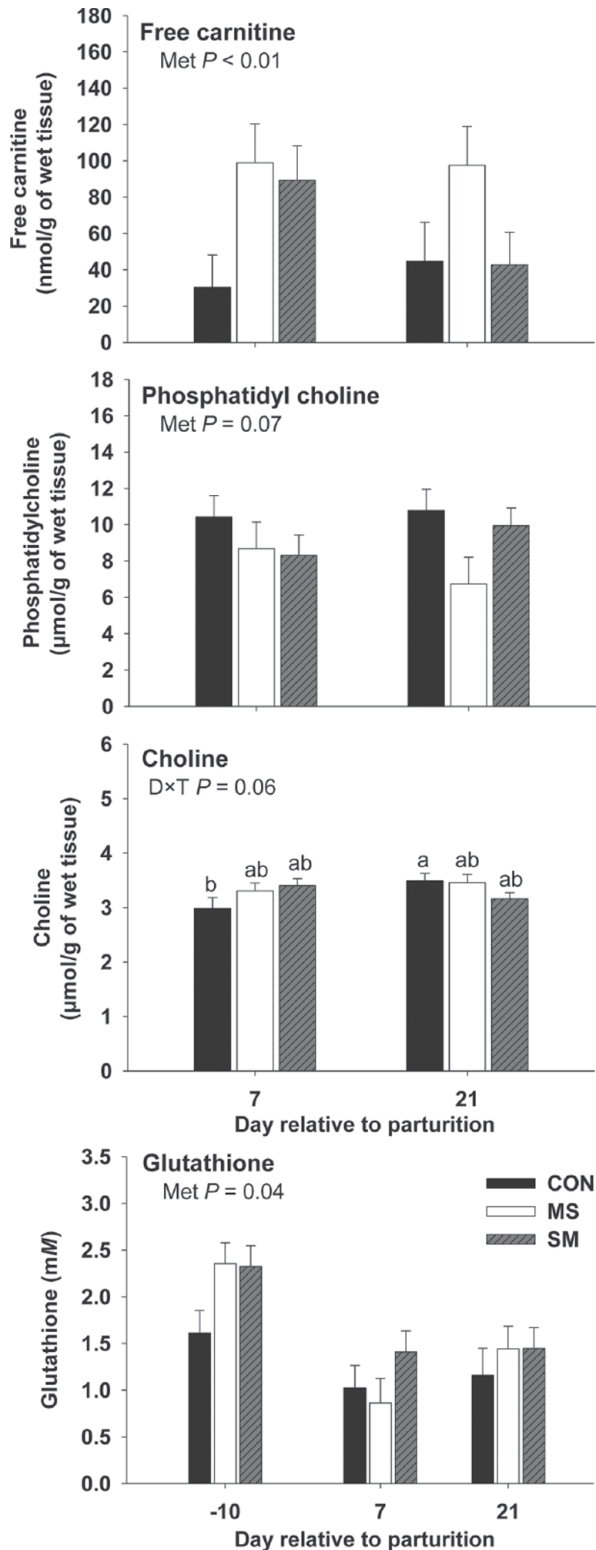 Free carnitine
Met P < 0.01
Free carnitine
(nmol/g of wet tissue)
180
160
140
120
100
80
60
40
20
0
Phosphatidyl choline
Met P = 0.07
Phosphatidylcholine
(µmol/g of wet tissue)
18
16
14
12
10
8
6
4
2
0
Choline
D×T P = 0.06
Choline
(µmol/g of wet tissue)
6
5
4
3
2
1
0
b ab ab a ab ab
7 21
Day relative to parturition
Glutathione
Met P = 0.04
CON
MS
SM
Glutathione (mM)
3.5
3.0
2.5
2.0
1.5
1.0
0.5
0.0
-10 7 21
Day relative to parturition